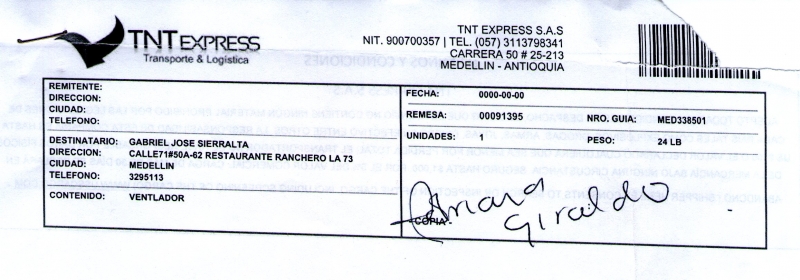 TNT EXPRESS
Transporte & Logística
TNT EXPRESS S.A.S
NIT. 900700357 | TEL. (057) 3113798341
CARRERA 50 # 25-213
MEDELLIN - ANTIOQUIA
REMITENTE:
DIRECCION:
CIUDAD:
TELEFONO:
DESTINATARIO: GABRIEL JOSE SIERRALTA
DIRECCION: CALLE71#50A-62 RESTAURANTE RANCHERO LA 73
CIUDAD: MEDELLIN
TELEFONO: 3295113
CONTENIDO: VENTLADOR
FECHA: 0000-00-00
REMESA: 00091395 NRO. GUIA: MED338501
UNIDADES: 1 PESO: 24 LB
- COPIA -
Giraldo